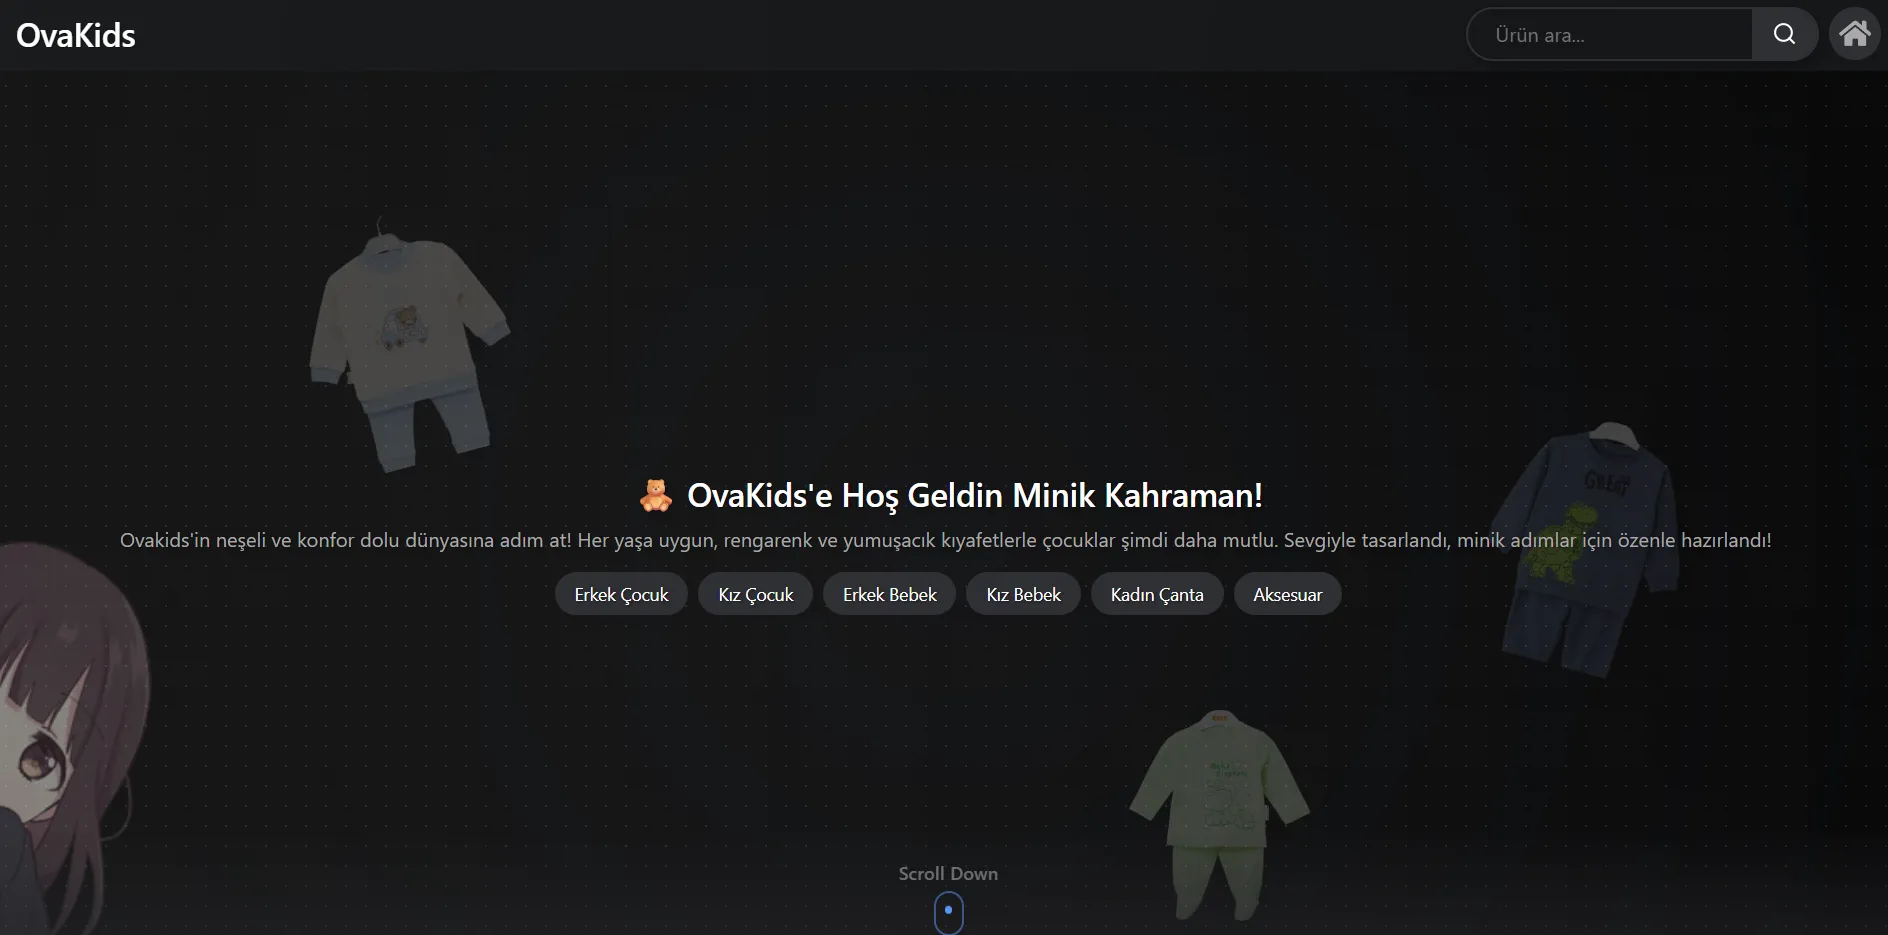 OvaKids
Ürün ara...
🧸 OvaKids'e Hoş Geldin Minik Kahraman!
Ovakids'in neşeli ve konfor dolu dünyasına adım at! Her yaşa uygun, rengarenk ve yumuşacık kıyafetlerle çocuklar şimdi daha mutlu. Sevgiyle tasarlandı, minik adımlar için özenle hazırlandı!
Erkek Çocuk
Kız Çocuk
Erkek Bebek
Kız Bebek
Kadın Çanta
Aksesuar
Scroll Down